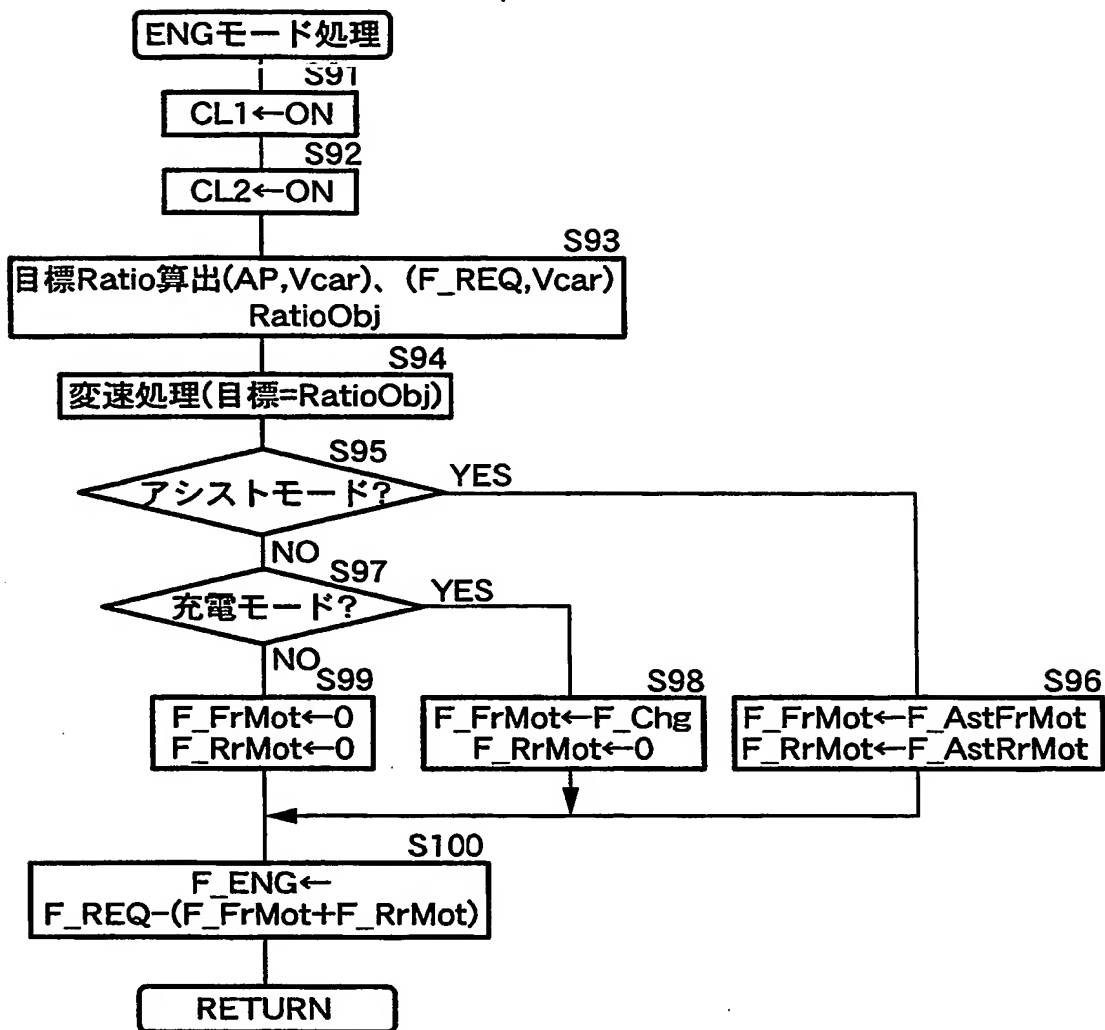 ENGモード処理
S91
CL1←ON
S92
CL2←ON
S93
目標Ratio算出(AP,Vcar)、(F_REQ,Vcar)
RatioObj
S94
変速処理(目標=RatioObj)
S95
アシストモード?
YES
NO
S97
充電モード?
YES
NO
S99
F_FrMot←0
F_RrMot←0
S98
F_FrMot←F_Chg
F_RrMot←0
S96
F_FrMot←F_AstFrMot
F_RrMot←F_AstRrMot
S100
F_ENG←
F_REQ-(F_FrMot+F_RrMot)
RETURN